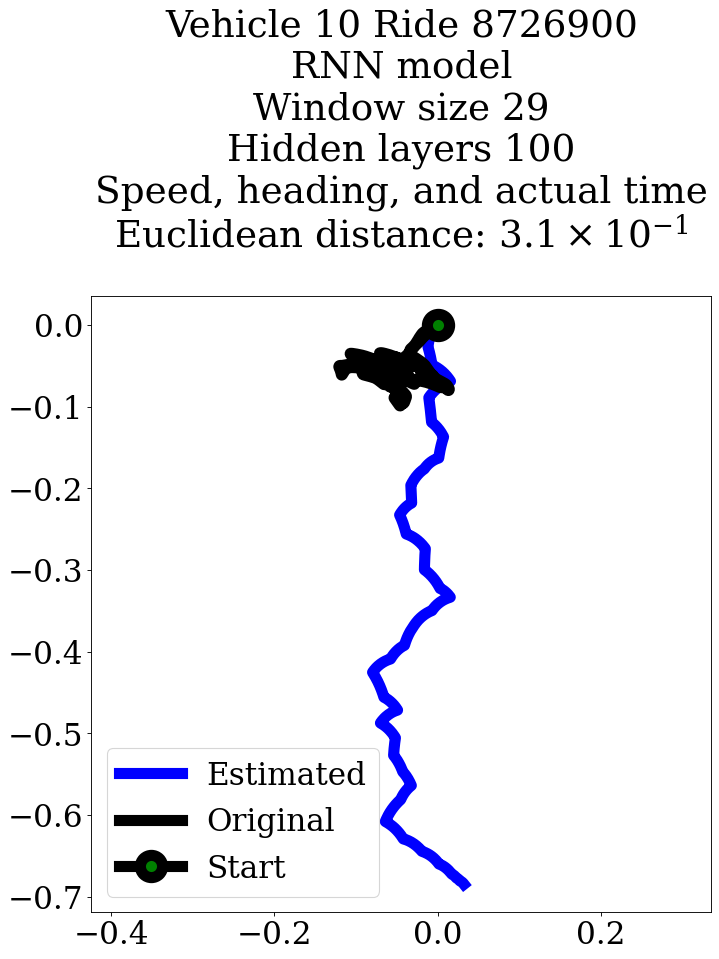 Vehicle 10 Ride 8726900
RNN model
Window size 29
Hidden layers 100
Speed, heading, and actual time
Euclidean distance: 3.1 × 10⁻¹
0.0
−0.1
−0.2
−0.3
−0.4
−0.5
−0.6
−0.7
Estimated
Original
Start
−0.4 −0.2 0.0 0.2